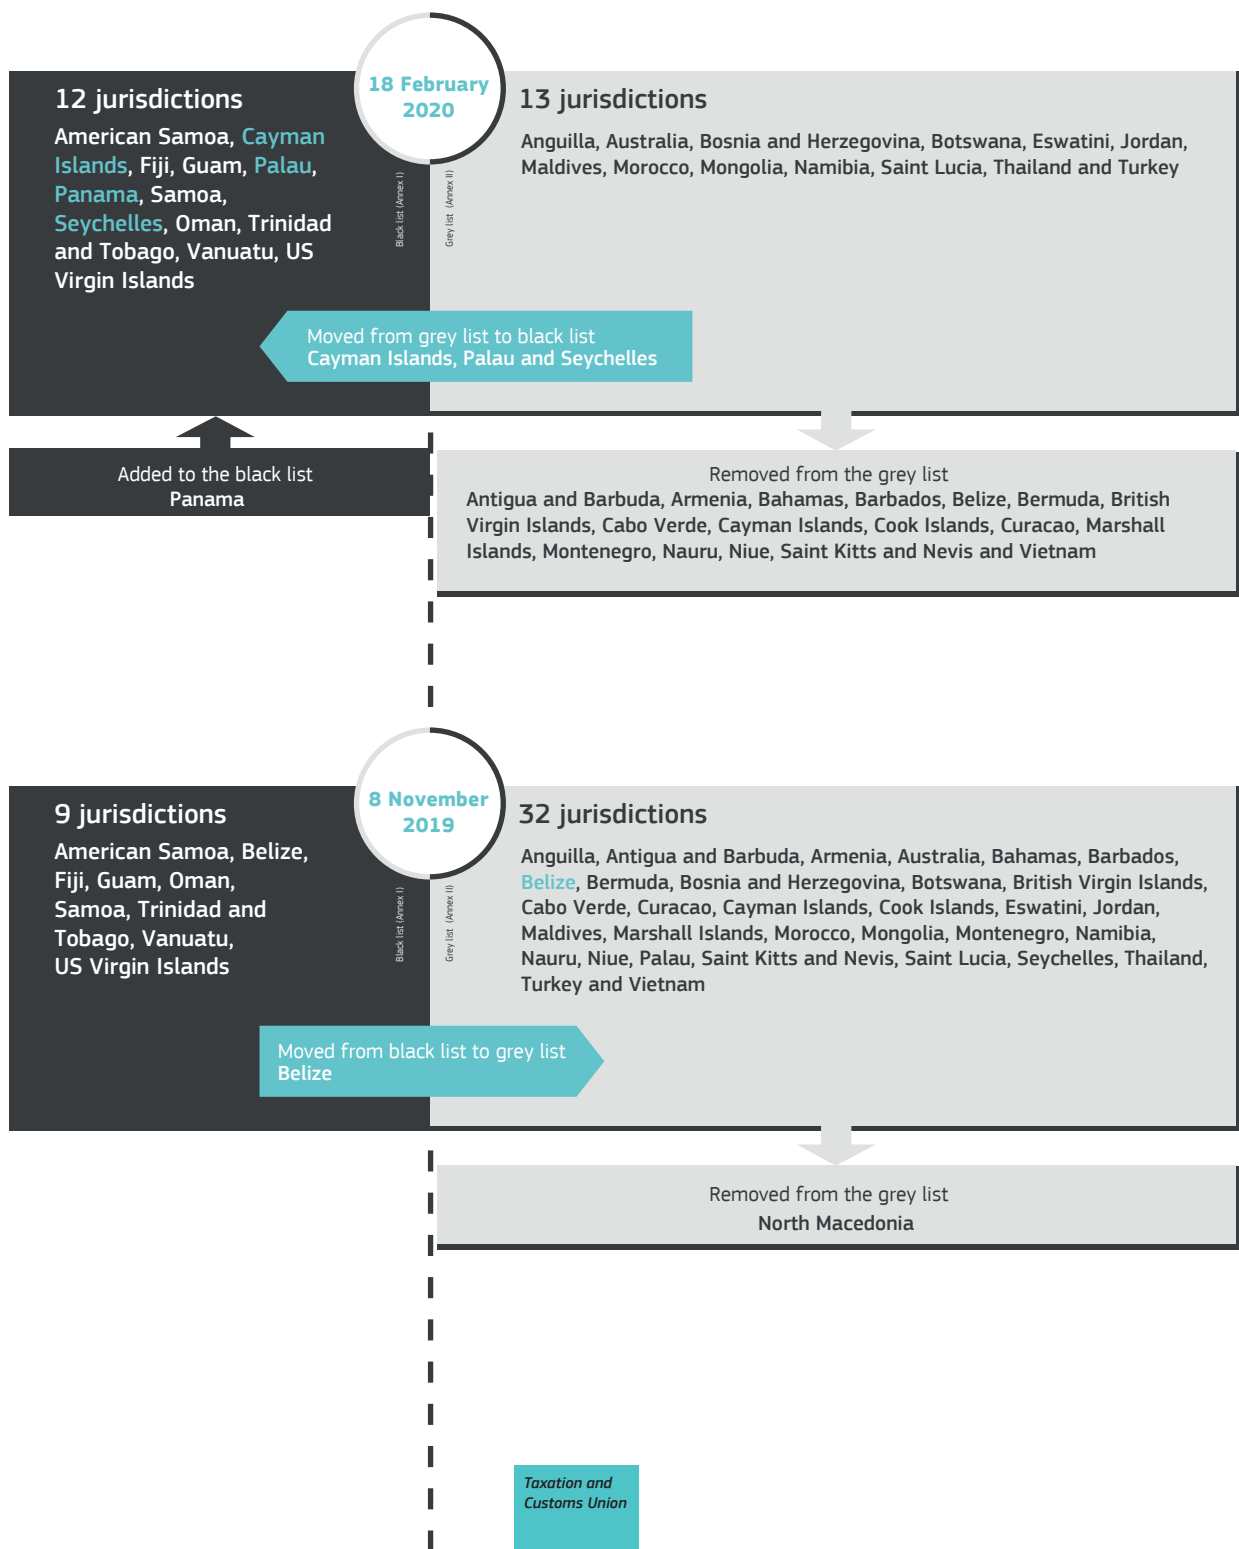 18 February
2020
12 jurisdictions
American Samoa, Cayman
Islands, Fiji, Guam, Palau,
Panama, Samoa,
Seychelles, Oman, Trinidad
and Tobago, Vanuatu, US
Virgin Islands
Black list (Annex I)
Grey list (Annex II)
13 jurisdictions
Anguilla, Australia, Bosnia and Herzegovina, Botswana, Eswatini, Jordan,
Maldives, Morocco, Mongolia, Namibia, Saint Lucia, Thailand and Turkey
Moved from grey list to black list
Cayman Islands, Palau and Seychelles
Added to the black list
Panama
Removed from the grey list
Antigua and Barbuda, Armenia, Bahamas, Barbados, Belize, Bermuda, British
Virgin Islands, Cabo Verde, Cayman Islands, Cook Islands, Curacao, Marshall
Islands, Montenegro, Nauru, Niue, Saint Kitts and Nevis and Vietnam
8 November
2019
9 jurisdictions
American Samoa, Belize,
Fiji, Guam, Oman,
Samoa, Trinidad and
Tobago, Vanuatu,
US Virgin Islands
Black list (Annex I)
Grey list (Annex II)
32 jurisdictions
Anguilla, Antigua and Barbuda, Armenia, Australia, Bahamas, Barbados,
Belize, Bermuda, Bosnia and Herzegovina, Botswana, British Virgin Islands,
Cabo Verde, Curacao, Cayman Islands, Cook Islands, Eswatini, Jordan,
Maldives, Marshall Islands, Morocco, Mongolia, Montenegro, Namibia,
Nauru, Niue, Palau, Saint Kitts and Nevis, Saint Lucia, Seychelles, Thailand,
Turkey and Vietnam
Moved from black list to grey list
Belize
Removed from the grey list
North Macedonia
Taxation and
Customs Union